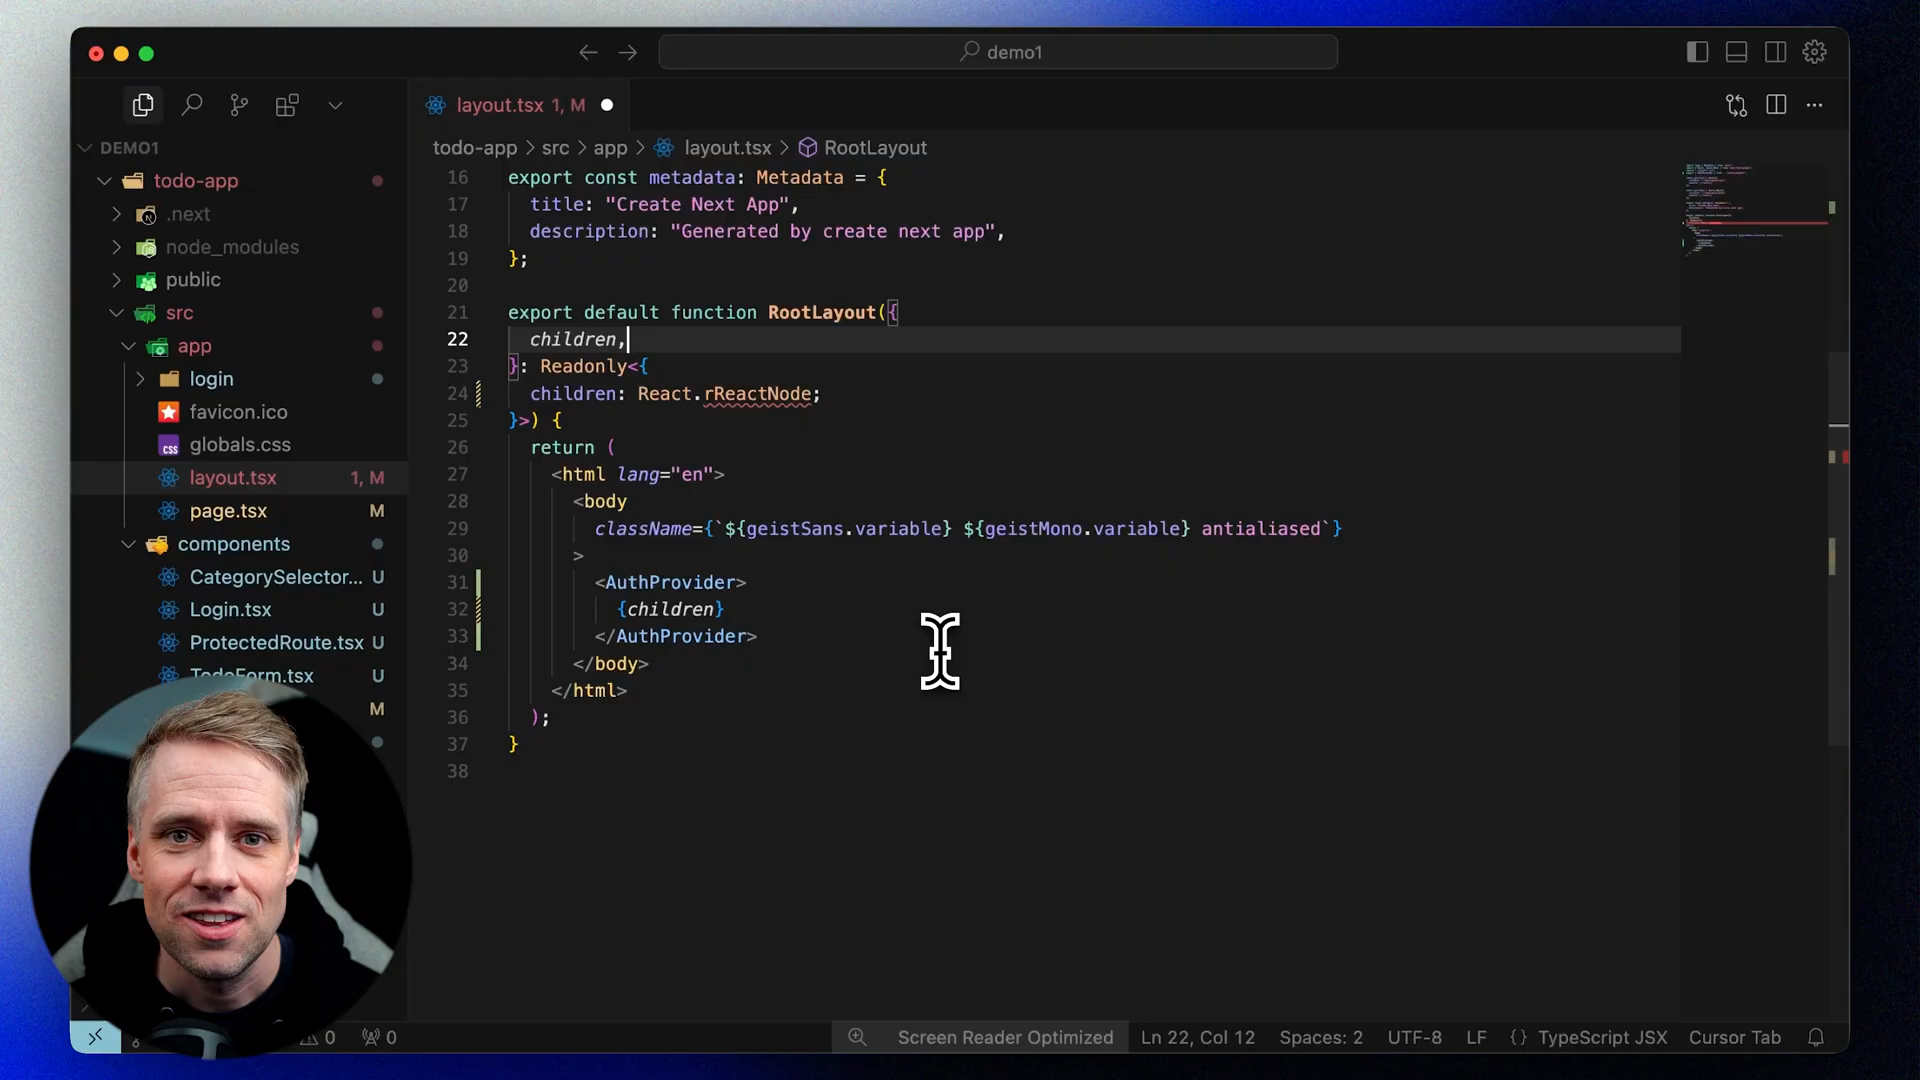 demo1
layout.tsx 1, M
DEMO1
todo-app
.next
node_modules
public
src
app
login
favicon.ico
globals.css
layout.tsx 1, M
page.tsx M
components
CategorySelector... U
Login.tsx U
ProtectedRoute.tsx U
TodoForm.tsx U
M
todo-app > src > app > layout.tsx > RootLayout
16 export const metadata: Metadata = {
17 title: "Create Next App",
18 description: "Generated by create next app",
19 };
20
21 export default function RootLayout({
22 children,
23 }: Readonly<{
24 children: React.rReactNode;
25 }>) {
26 return (
27 <html lang="en">
28 <body
29 className={`${geistSans.variable} ${geistMono.variable} antialiased`}
30 >
31 <AuthProvider>
32 {children}
33 </AuthProvider>
34 </body>
35 </html>
36 );
37 }
38
0 0 Screen Reader Optimized Ln 22, Col 12 Spaces: 2 UTF-8 LF {} TypeScript JSX Cursor Tab